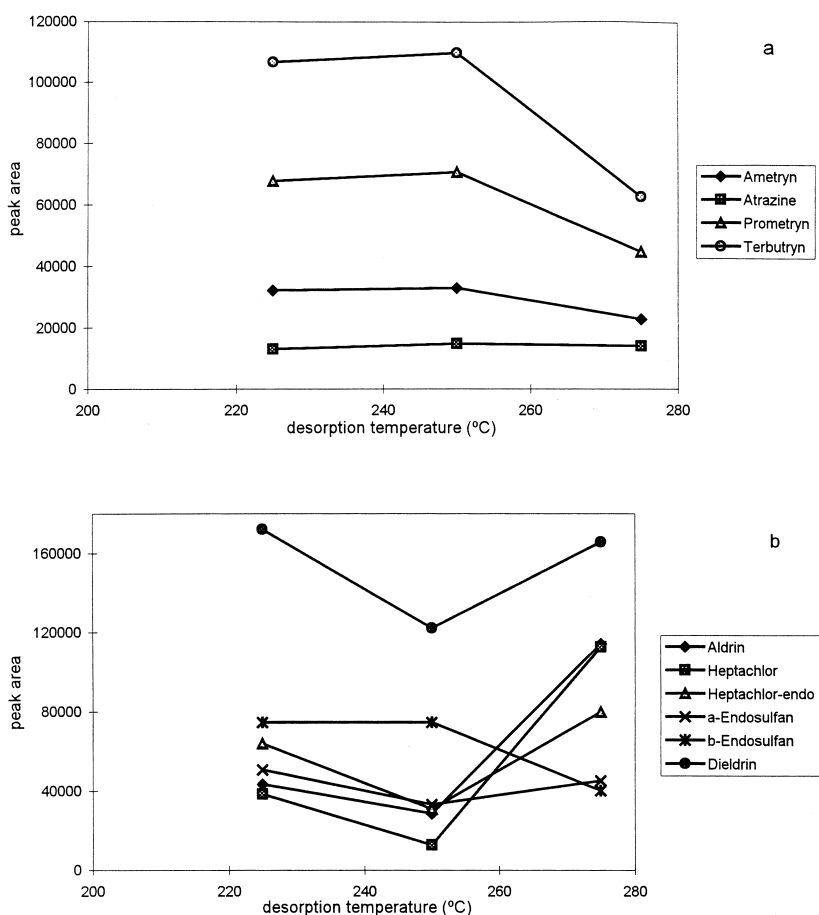 a
120000
100000
80000
60000
40000
20000
0
peak area
200
220
240
260
280
desorption temperature (ºC)
Ametryn
Atrazine
Prometryn
Terbutryn
b
160000
120000
80000
40000
0
peak area
200
220
240
260
280
desorption temperature (ºC)
Aldrin
Heptachlor
Heptachlor-endo
a-Endosulfan
b-Endosulfan
Dieldrin